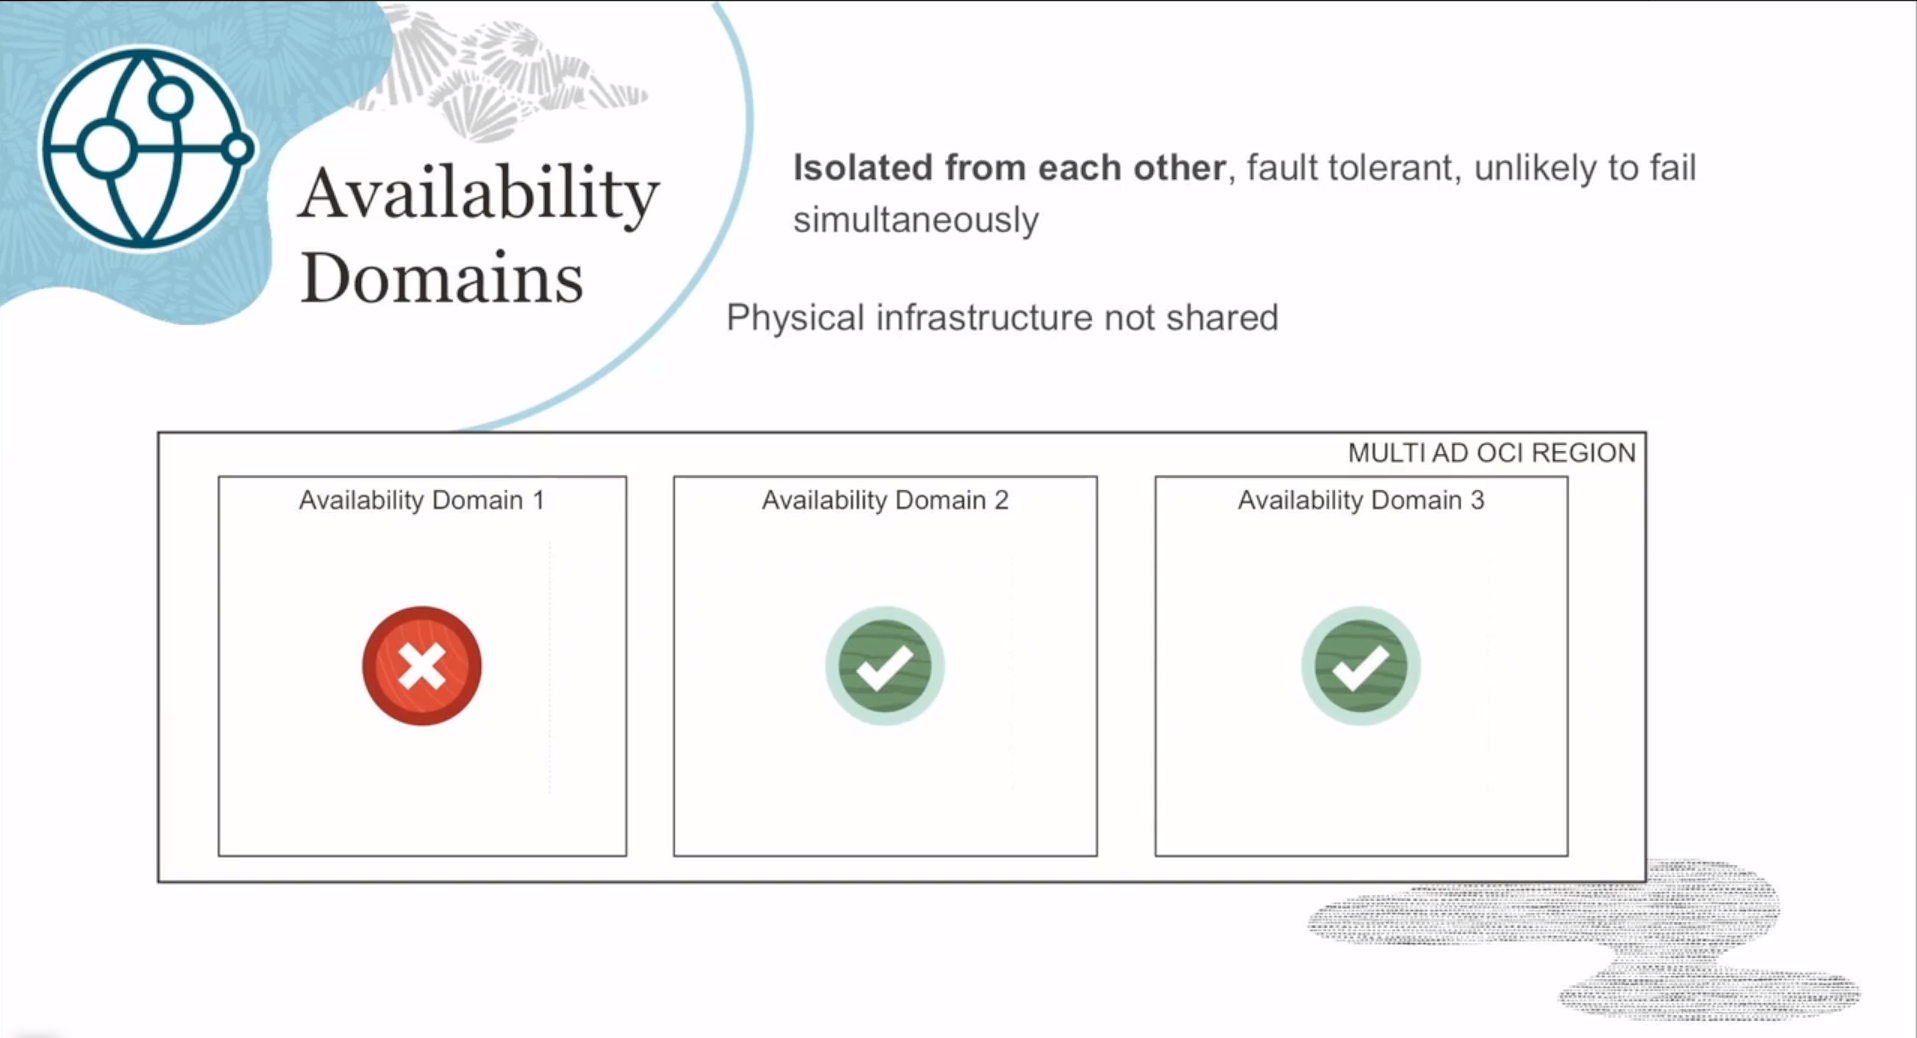 Availability
Domains
Isolated from each other, fault tolerant, unlikely to fail
simultaneously
Physical infrastructure not shared
MULTI AD OCI REGION
Availability Domain 1
Availability Domain 2
Availability Domain 3